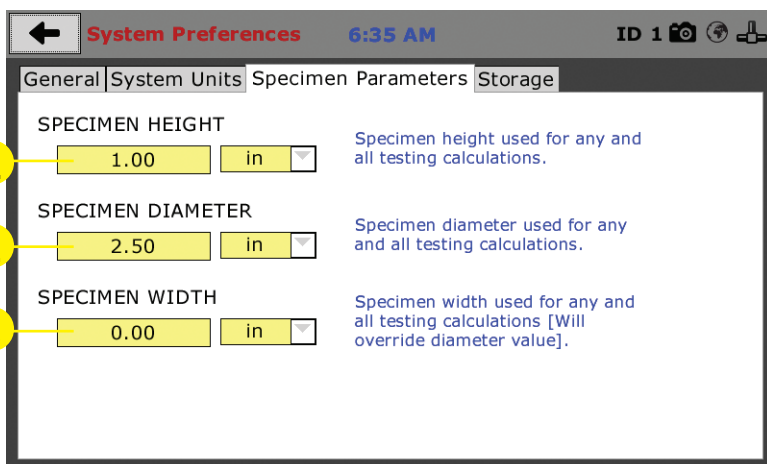 System Preferences 6:35 AM ID 1
General System Units Specimen Parameters Storage
SPECIMEN HEIGHT
1.00 in
Specimen height used for any and
all testing calculations.
SPECIMEN DIAMETER
2.50 in
Specimen diameter used for any
and all testing calculations.
SPECIMEN WIDTH
0.00 in
Specimen width used for any and
all testing calculations [Will
override diameter value].